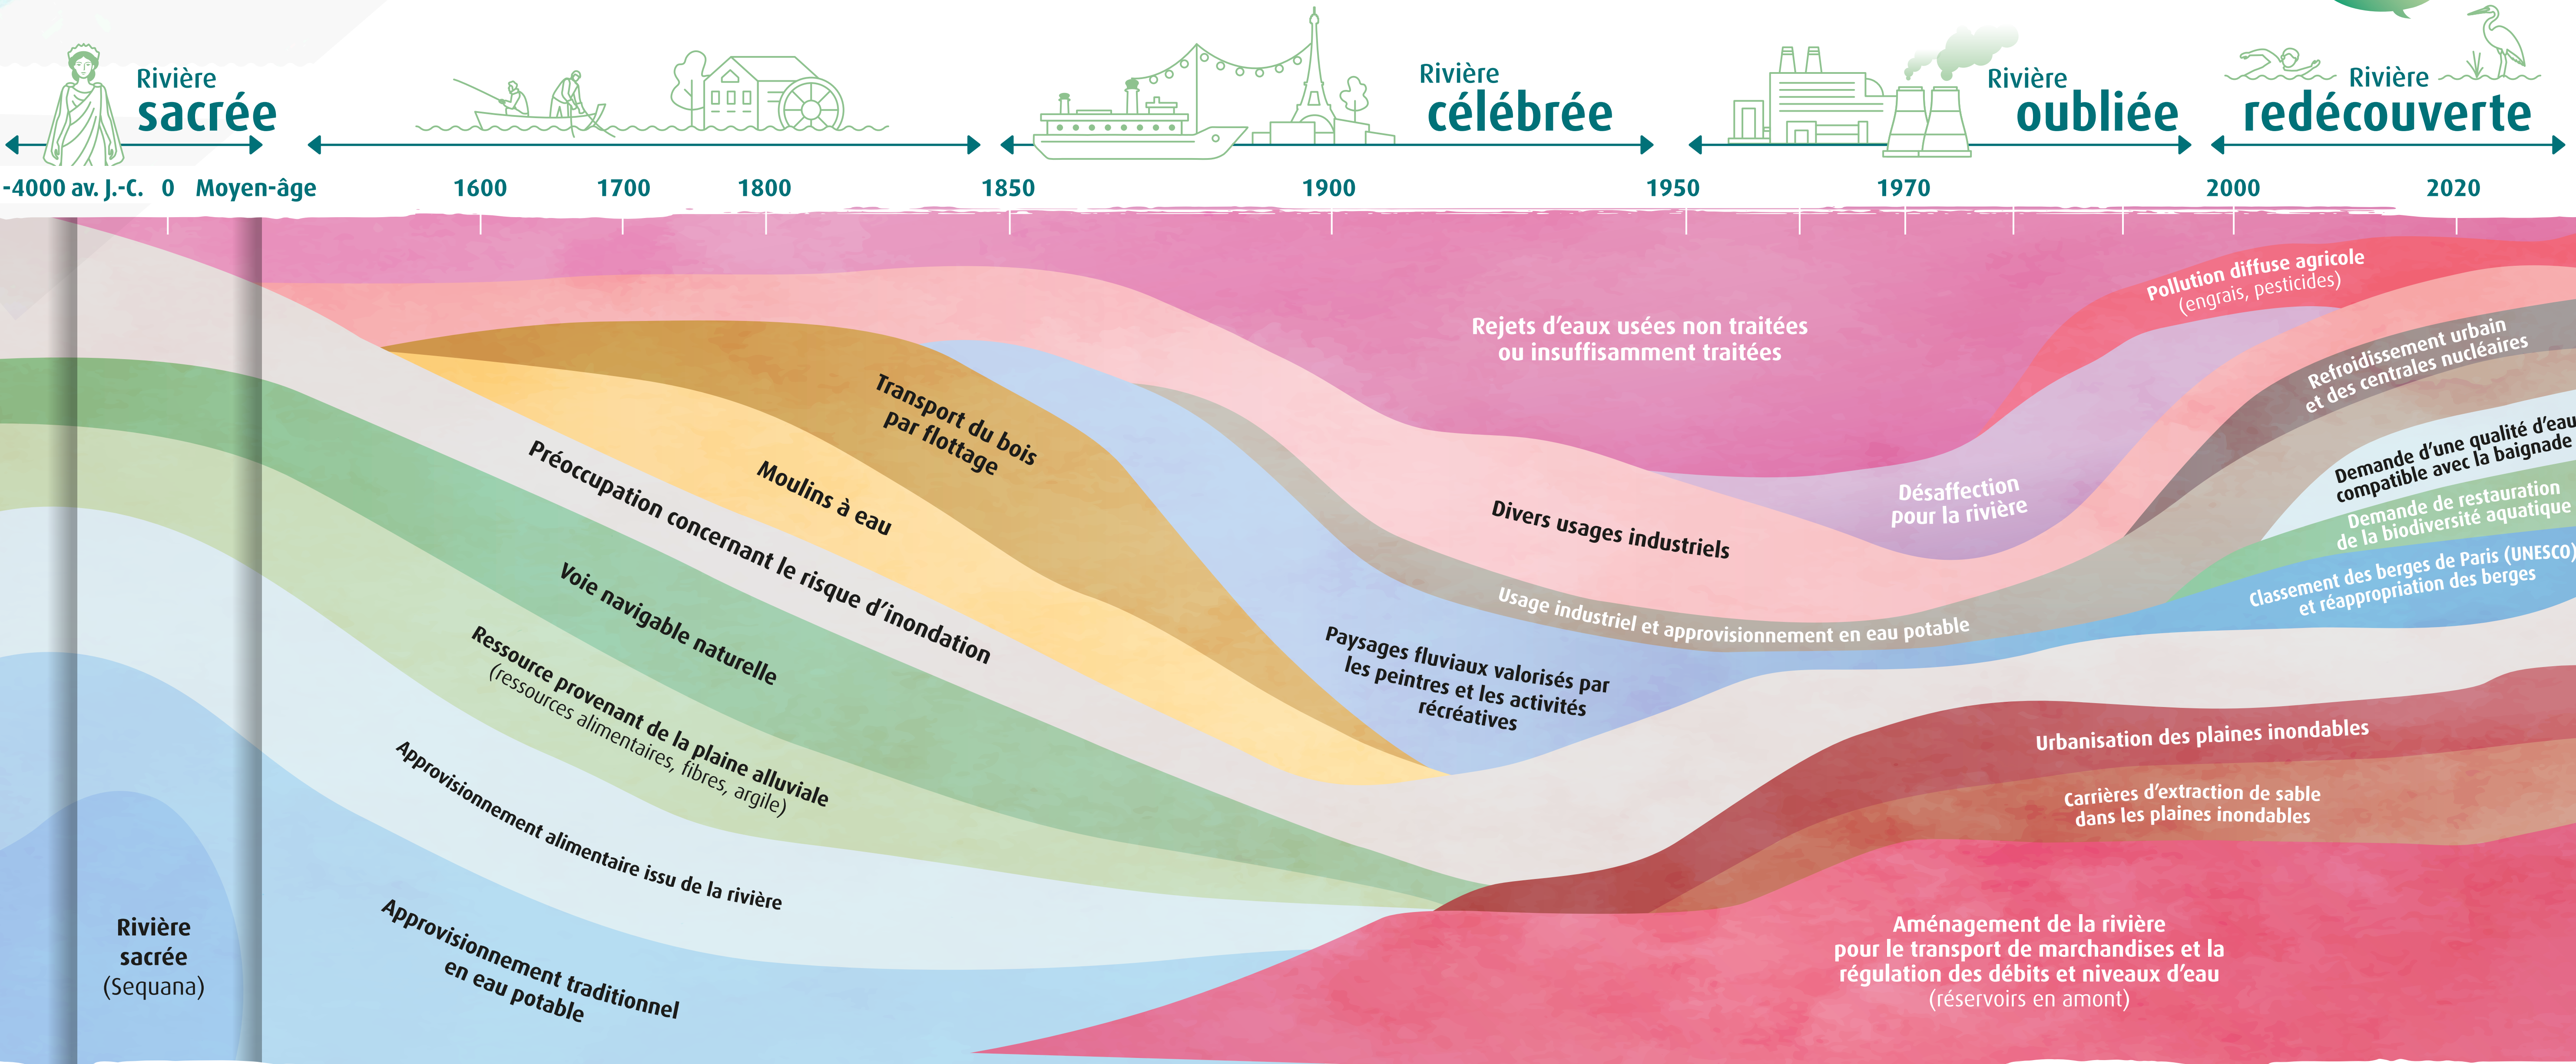 Rivière
sacrée
Rivière
célébrée
Rivière
oubliée
Rivière
redécouverte
-4000 av. J.-C.
0
Moyen-âge
1600
1700
1800
1850
1900
1950
1970
2000
2020
Rejets d’eaux usées non traitées
ou insuffisamment traitées
Pollution diffuse agricole
(engrais, pesticides)
Refroidissement urbain
et des centrales nucléaires
Transport du bois
par flottage
Moulins à eau
Préoccupation concernant le risque d’inondation
Voie navigable naturelle
Ressource provenant de la plaine alluviale
(ressources alimentaires, fibres, argile)
Approvisionnement alimentaire issu de la rivière
Approvisionnement traditionnel
en eau potable
Rivière
sacrée
(Sequana)
Divers usages industriels
Désaffection
pour la rivière
Usage industriel et approvisionnement en eau potable
Paysages fluviaux valorisés par
les peintres et les activités
récréatives
Demande d’une qualité d’eau
compatible avec la baignade
Demande de restauration
de la biodiversité aquatique
Classement des berges de Paris (UNESCO)
et réappropriation des berges
Urbanisation des plaines inondables
Carrières d’extraction de sable
dans les plaines inondables
Aménagement de la rivière
pour le transport de marchandises et la
régulation des débits et niveaux d’eau
(réservoirs en amont)